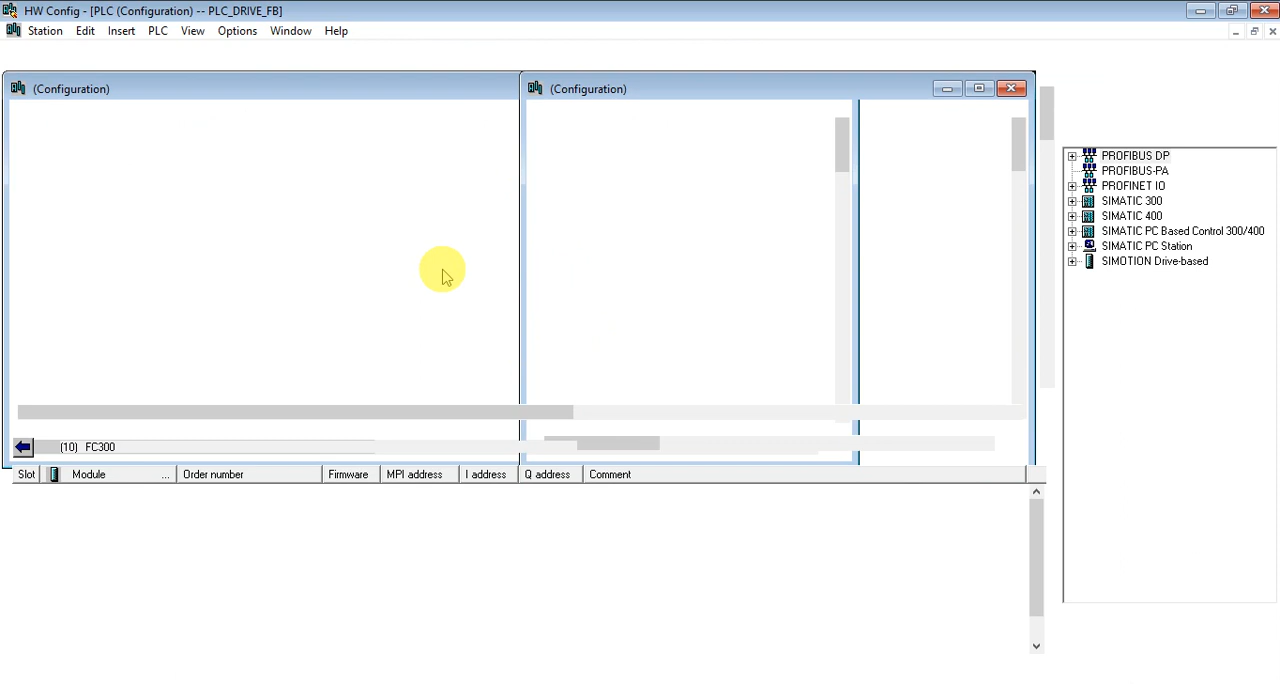 HW Config - [PLC (Configuration) -- PLC_DRIVE_FB]
Station Edit Insert PLC View Options Window Help
(Configuration) (Configuration)
PROFIBUS DP
PROFIBUS-PA
PROFINET IO
SIMATIC 300
SIMATIC 400
SIMATIC PC Based Control 300/400
SIMATIC PC Station
SIMOTION Drive-based
(10) FC300
Slot Module ... Order number Firmware MPI address I address Q address Comment